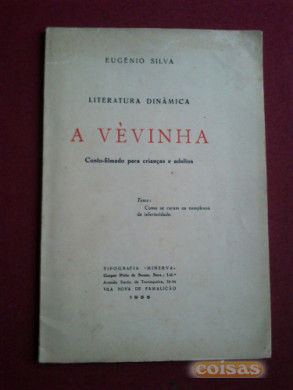 EUGÉNIO SILVA
LITERATURA DINÂMICA
A VÈVINHA
Conto-filmado para crianças e adultos
Tema:
Como se curam os complexos
de inferioridade.
TIPOGRAFIA «MINERVA»
VILA NOVA DE FAMALICÃO
coisas